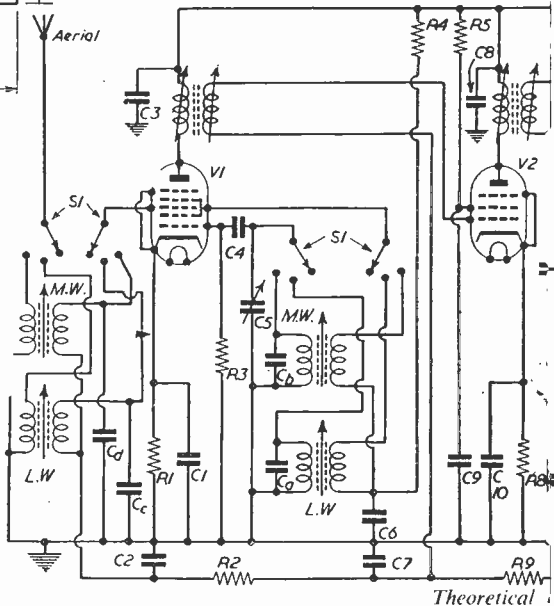 Aerial
R4
R5
C8
C3
V1
V2
S1
C4
S1
M.W.
C5
M.W.
Cb
R3
Cd
R1
C1
Cc
Ca
L.W
L.W
C9
C10
R8
C2
R2
C6
C7
R9
Theoretical